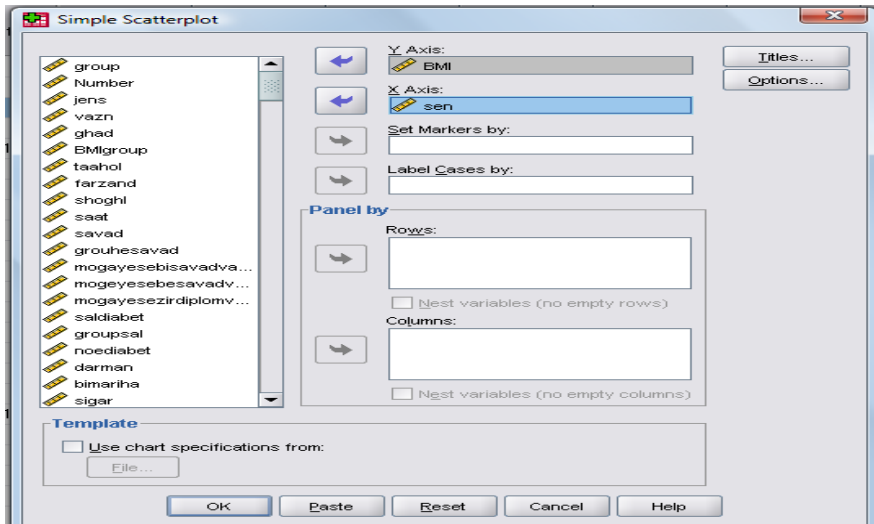 Simple Scatterplot
group
Number
jens
vazn
ghad
BMIgroup
taahol
farzand
shoghl
saat
savad
grouhesavad
mogayesebisavadva...
mogeyesebesavadv...
mogayesezirdiplomv...
saldiabet
groupsal
noediabet
darman
bimariha
sigar
Y Axis:
BMI
X Axis:
sen
Set Markers by:
Label Cases by:
Panel by
Rows:
Nest variables (no empty rows)
Columns:
Nest variables (no empty columns)
Titles...
Options...
Template
Use chart specifications from:
File...
OK
Paste
Reset
Cancel
Help